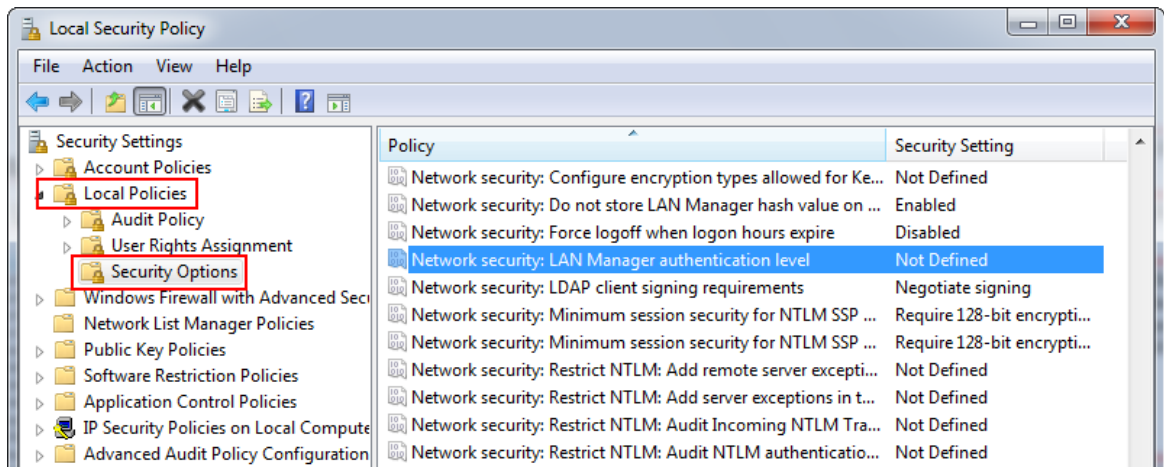 Local Security Policy
File Action View Help
Security Settings
Account Policies
Local Policies
Audit Policy
User Rights Assignment
Security Options
Windows Firewall with Advanced Secu
Network List Manager Policies
Public Key Policies
Software Restriction Policies
Application Control Policies
IP Security Policies on Local Compute
Advanced Audit Policy Configuration
Policy Security Setting
Network security: Configure encryption types allowed for Ke... Not Defined
Network security: Do not store LAN Manager hash value on ... Enabled
Network security: Force logoff when logon hours expire Disabled
Network security: LAN Manager authentication level Not Defined
Network security: LDAP client signing requirements Negotiate signing
Network security: Minimum session security for NTLM SSP ... Require 128-bit encrypti...
Network security: Minimum session security for NTLM SSP ... Require 128-bit encrypti...
Network security: Restrict NTLM: Add remote server excepti... Not Defined
Network security: Restrict NTLM: Add server exceptions in t... Not Defined
Network security: Restrict NTLM: Audit Incoming NTLM Tra... Not Defined
Network security: Restrict NTLM: Audit NTLM authenticatio... Not Defined